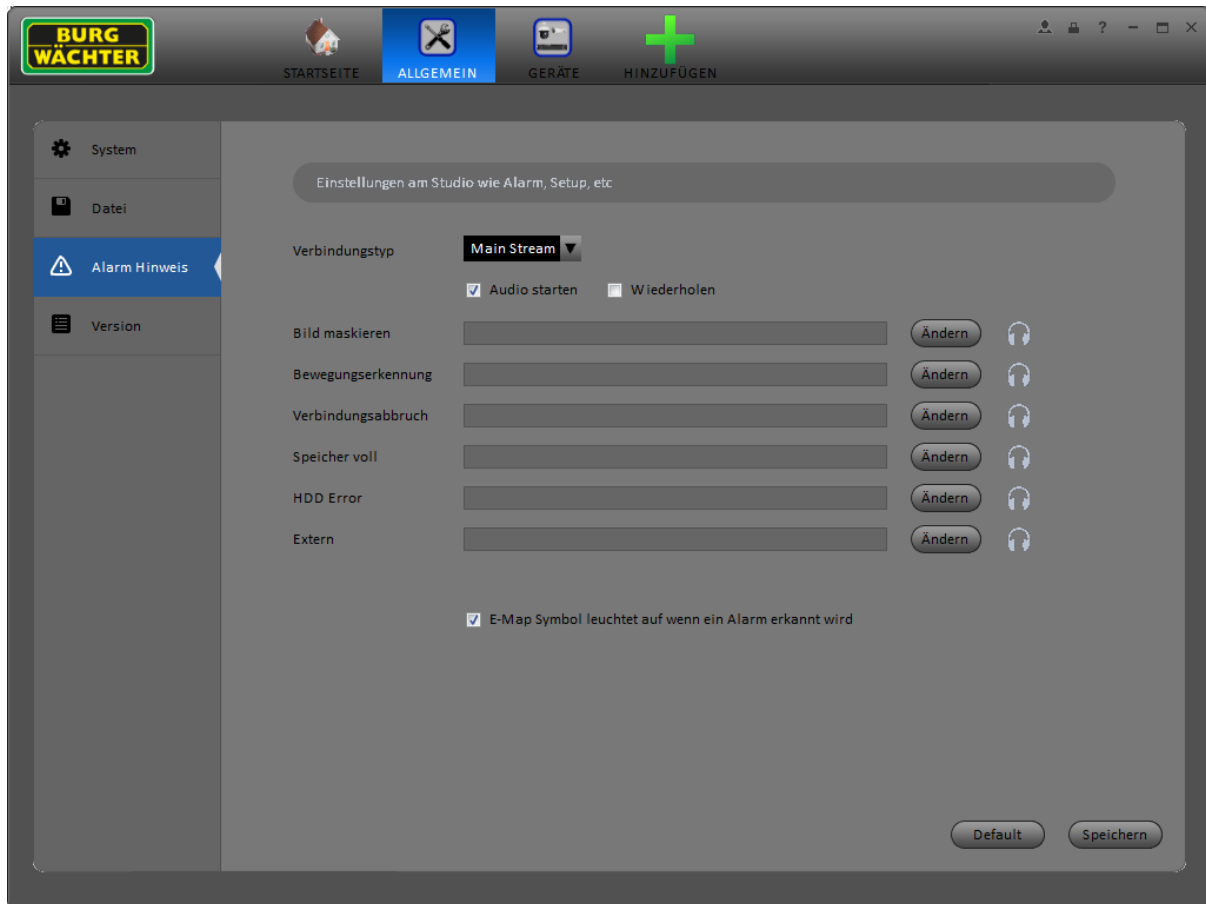 BURG
WÄCHTER
STARTSEITE
ALLGEMEIN
GERÄTE
HINZUFÜGEN
?
System
Datei
Alarm Hinweis
Version
Einstellungen am Studio wie Alarm, Setup, etc
Verbindungstyp
Main Stream
Audio starten
Wiederholen
Bild maskieren
Ändern
Bewegungserkennung
Ändern
Verbindungsabbruch
Ändern
Speicher voll
Ändern
HDD Error
Ändern
Extern
Ändern
E-Map Symbol leuchtet auf wenn ein Alarm erkannt wird
Default
Speichern